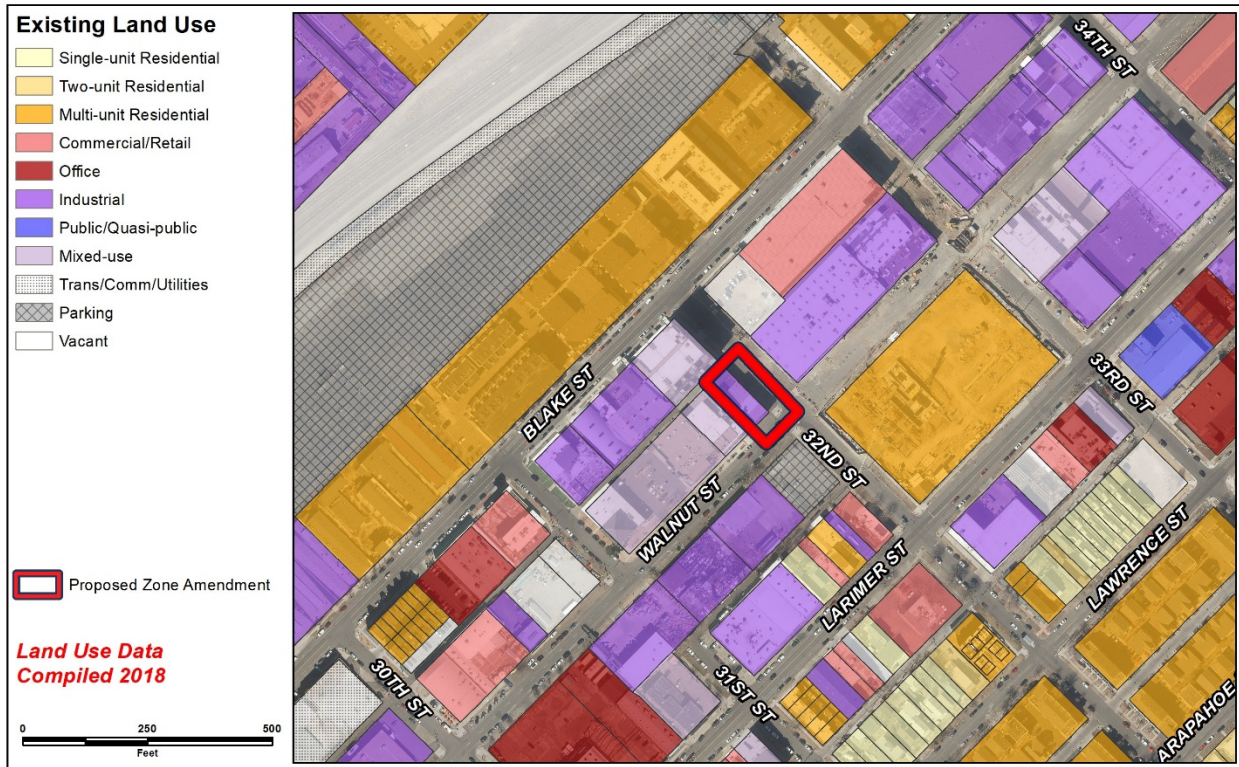 Existing Land Use
Single-unit Residential
Two-unit Residential
Multi-unit Residential
Commercial/Retail
Office
Industrial
Public/Quasi-public
Mixed-use
Trans/Comm/Utilities
Parking
Vacant
Proposed Zone Amendment
Land Use Data
Compiled 2018
0 250 500
Feet
34TH ST
BLAKE ST
33RD ST
32ND ST
WALNUT ST
LAWRENCE ST
LARIMER ST
30TH ST
31ST ST
ARAPAHOE